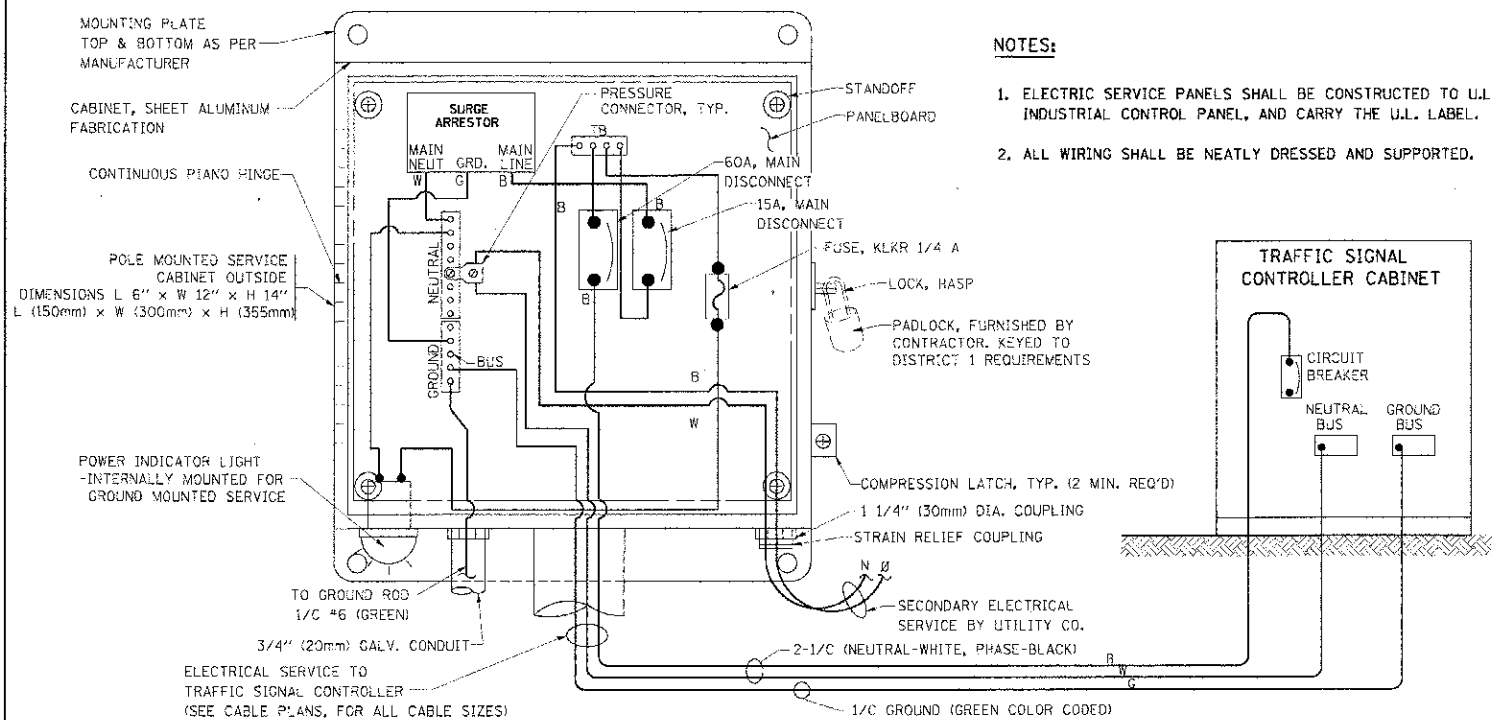 MOUNTING PLATE
TOP & BOTTOM AS PER
MANUFACTURER
CABINET, SHEET ALUMINUM
FABRICATION
CONTINUOUS PIANO HINGE
POLE MOUNTED SERVICE
CABINET OUTSIDE
DIMENSIONS L 6" x W 12" x H 14"
L (150mm) x W (300mm) x H (355mm)
POWER INDICATOR LIGHT
-INTERNALLY MOUNTED FOR
GROUND MOUNTED SERVICE
TO GROUND ROD
1/C #6 (GREEN)
3/4" (20mm) GALV. CONDUIT
ELECTRICAL SERVICE TO
TRAFFIC SIGNAL CONTROLLER
(SEE CABLE PLANS, FOR ALL CABLE SIZES)
SURGE
ARRESTOR
MAIN
NEUT
GRD.
MAIN
LINE
W
G
B
NEUTRAL
GROUND
BUS
PRESSURE
CONNECTOR, TYP.
TB
B
B
B
B
W
STANDOFF
PANELBOARD
60A, MAIN
DISCONNECT
15A, MAIN
DISCONNECT
FUSE, KLKR 1/4 A
LOCK, HASP
PADLOCK, FURNISHED BY
CONTRACTOR. KEYED TO
DISTRICT 1 REQUIREMENTS
COMPRESSION LATCH, TYP. (2 MIN. REQ'D)
1 1/4" (30mm) DIA. COUPLING
STRAIN RELIEF COUPLING
N Ø
SECONDARY ELECTRICAL
SERVICE BY UTILITY CO.
2-1/C (NEUTRAL-WHITE, PHASE-BLACK)
B
W
G
1/C GROUND (GREEN COLOR CODED)
NOTES:
1. ELECTRIC SERVICE PANELS SHALL BE CONSTRUCTED TO U.L
INDUSTRIAL CONTROL PANEL, AND CARRY THE U.L. LABEL.
2. ALL WIRING SHALL BE NEATLY DRESSED AND SUPPORTED.
TRAFFIC SIGNAL
CONTROLLER CABINET
CIRCUIT
BREAKER
NEUTRAL
BUS
GROUND
BUS